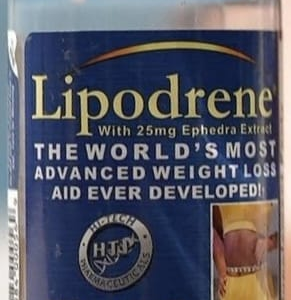 Lipodrene
With 25mg Ephedra Extract
THE WORLD'S MOST
ADVANCED WEIGHT LOSS
AID EVER DEVELOPED!
HI-TECH
PHARMACEUTICALS